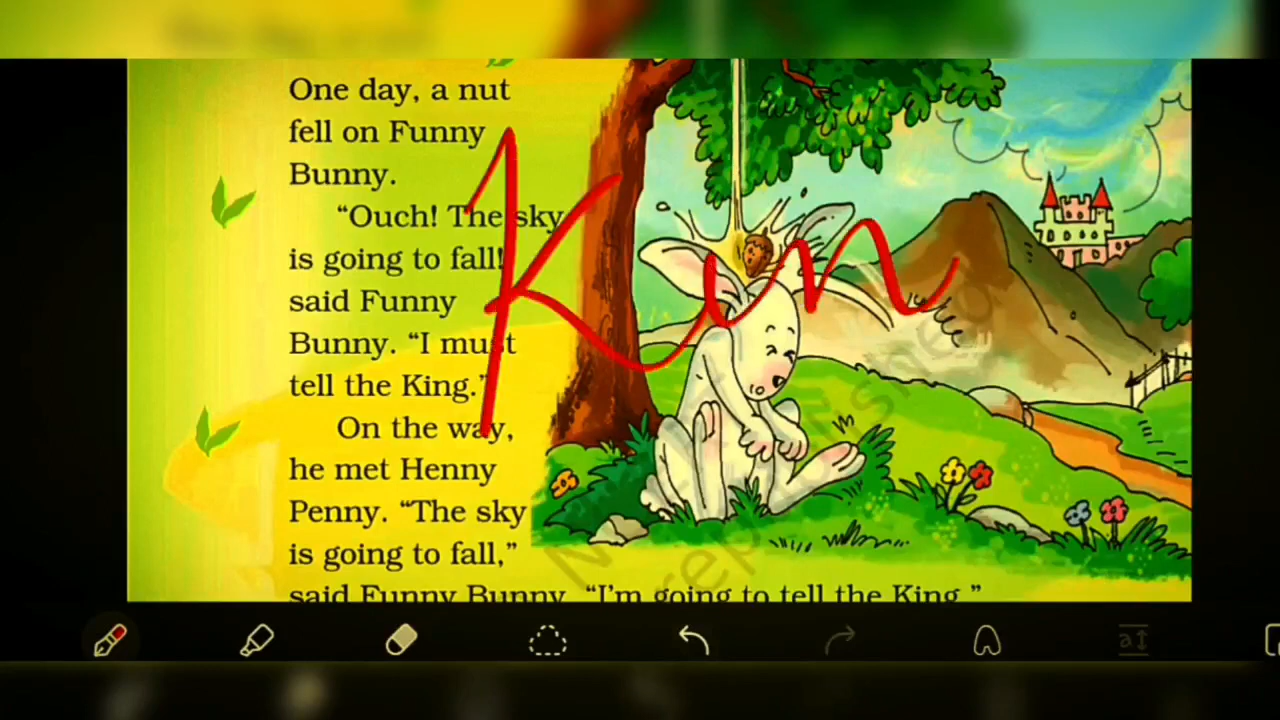 One day, a nut
fell on Funny
Bunny.
“Ouch! The sky
is going to fall!
said Funny
Bunny. “I must
tell the King.”
On the way,
he met Henny
Penny. “The sky
is going to fall,”
said Funny Bunny. “I'm going to tell the King.”
Kin